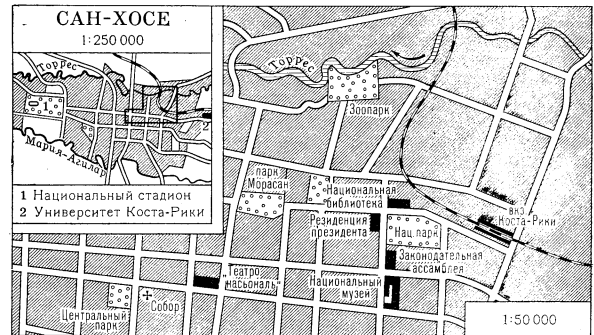 САН-ХОСЕ
1:250 000
Торрес
1
2
Мария-Агилар
1 Национальный стадион
2 Университет Коста-Рики
Торрес
Зоопарк
парк
Морасан
Национальная
библиотека
Резиденция
президента
Нац. парк
вкз
Коста-Рики
Законодательная
ассамблея
„Театро
насьональ"
Национальный
музей
Центральный
парк
Собор
1:50 000